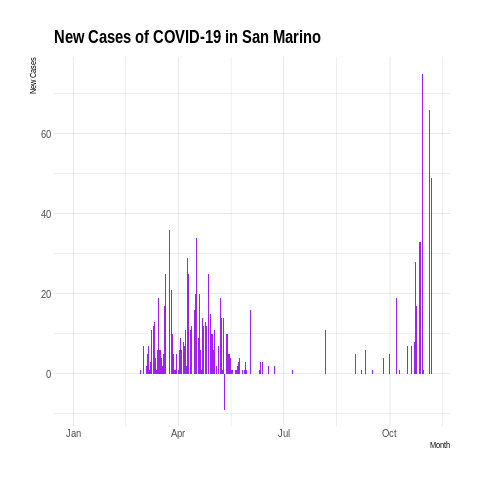 New Cases of COVID-19 in San Marino
New Cases
60
40
20
0
Jan Apr Jul Oct
Month